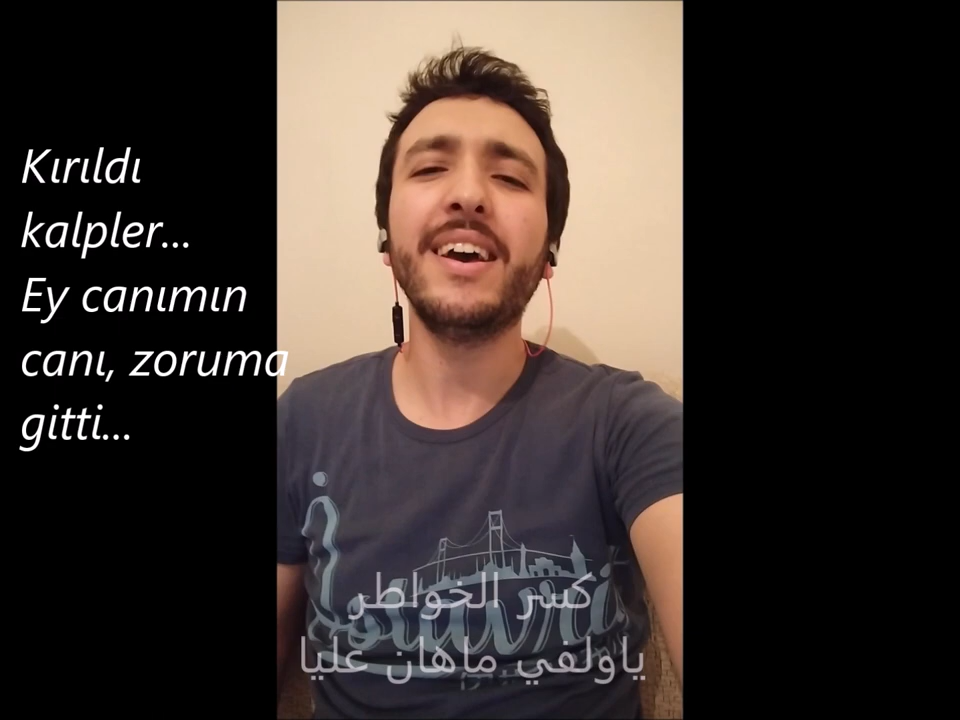 Kırıldı
kalpler...
Ey canımın
canı, zoruma
gitti...
كسر الخواطر
ياولفي ماهان عليا